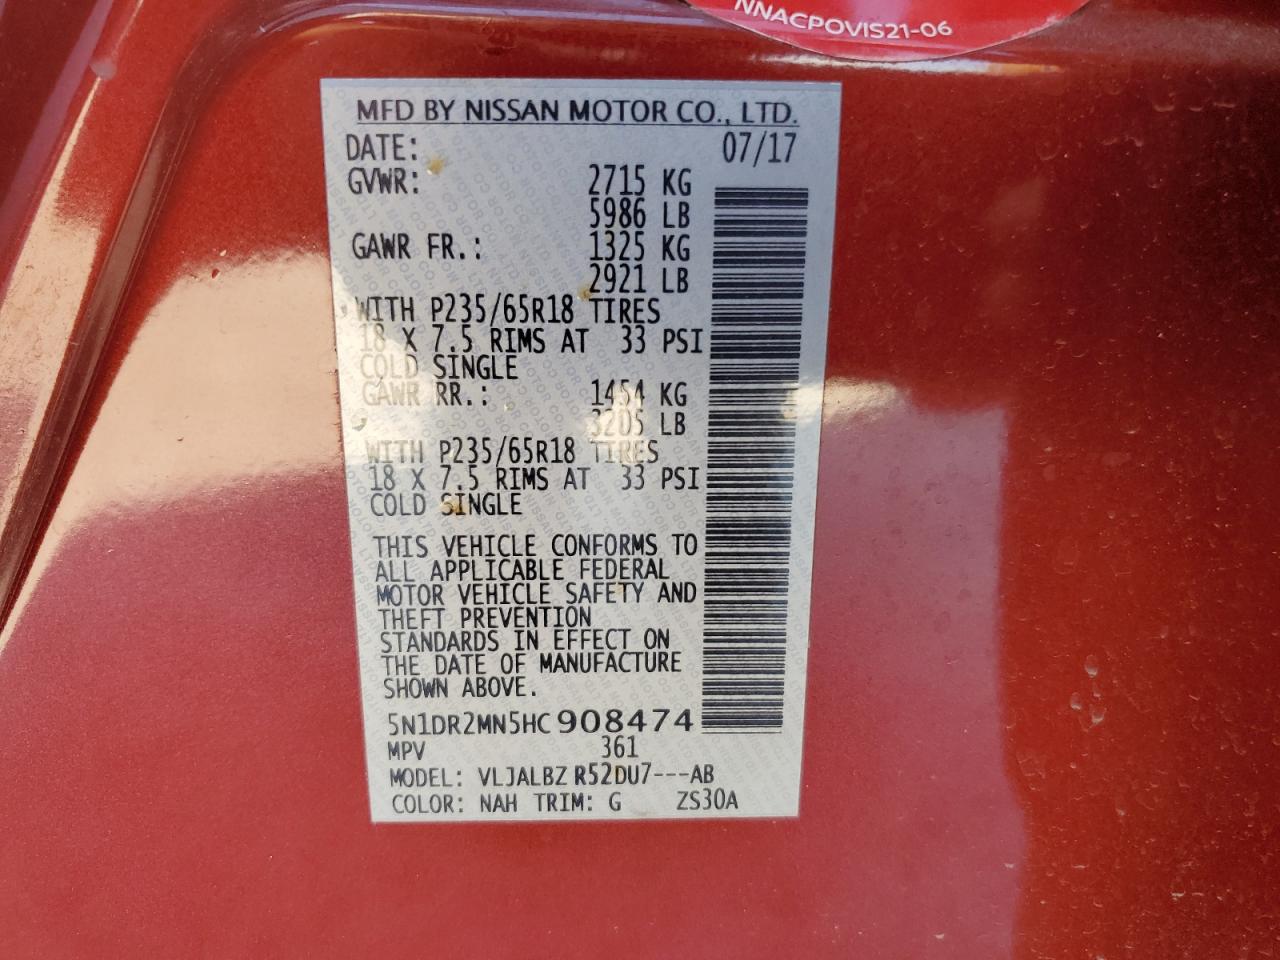 NNACPOVIS21-06
MFD BY NISSAN MOTOR CO., LTD.
DATE: 07/17
GVWR: 2715 KG
5986 LB
GAWR FR.: 1325 KG
2921 LB
WITH P235/65R18 TIRES
18 X 7.5 RIMS AT 33 PSI
COLD SINGLE
GAWR RR.: 1454 KG
3205 LB
WITH P235/65R18 TIRES
18 X 7.5 RIMS AT 33 PSI
COLD SINGLE
THIS VEHICLE CONFORMS TO
ALL APPLICABLE FEDERAL
MOTOR VEHICLE SAFETY AND
THEFT PREVENTION
STANDARDS IN EFFECT ON
THE DATE OF MANUFACTURE
SHOWN ABOVE.
5N1DR2MN5HC908474
MPV 361
MODEL: VLJALBZ R52DU7---AB
COLOR: NAH TRIM: G ZS30A